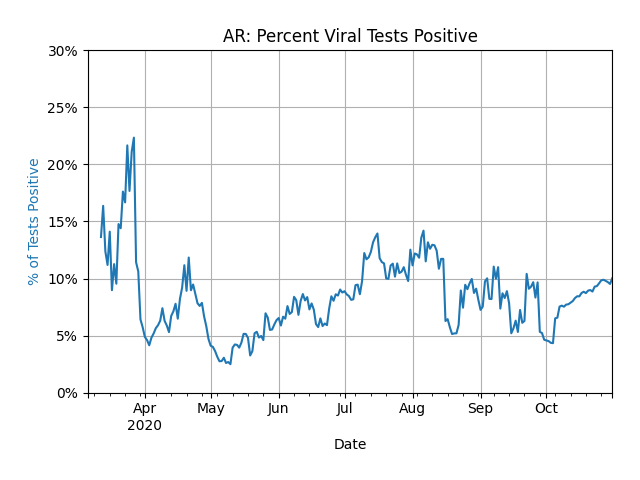 AR: Percent Viral Tests Positive
30%
25%
20%
15%
10%
5%
0%
% of Tests Positive
Apr May Jun Jul Aug Sep Oct
2020
Date